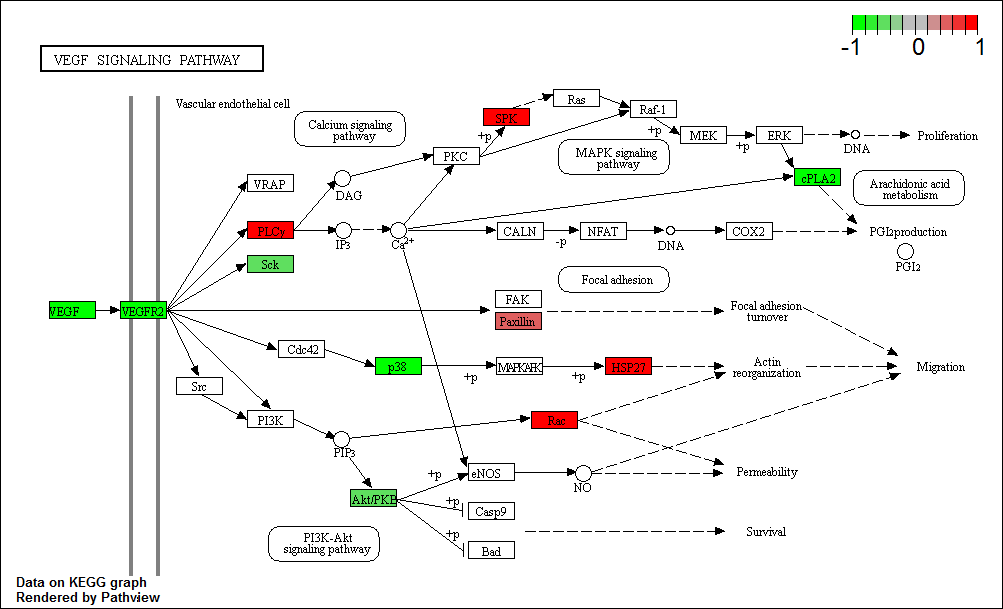 VEGF SIGNALING PATHWAY
-1 0 1
Vascular endothelial cell
Calcium signaling
pathway
SPK
Ras
Raf-1
+p
+p
MAPK signaling
pathway
MEK
+p
ERK
DNA
Proliferation
PKC
VRAP
DAG
cPLA2
Arachidonic acid
metabolism
PLCγ
IP3
Ca2+
CALN
-p
NFAT
DNA
COX2
PGI2production
PGI2
Sck
Focal adhesion
VEGF
VEGFR2
FAK
Paxillin
Focal adhesion
turnover
Cdc42
p38
+p
MAPKAPK
+p
HSP27
Actin
reorganization
Migration
Src
PI3K
Rac
PIP3
+p
eNOS
NO
Permeability
Akt/PKB
+p
Casp9
+p
Bad
Survival
PI3K-Akt
signaling pathway
Data on KEGG graph
Rendered by Pathview